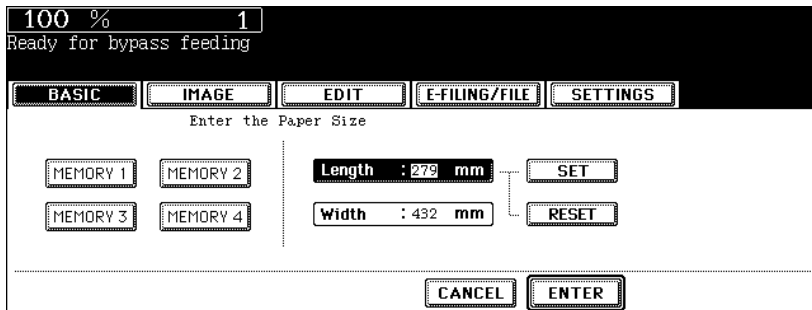 100 % 1
Ready for bypass feeding
BASIC IMAGE EDIT E-FILING/FILE SETTINGS
Enter the Paper Size
MEMORY 1 MEMORY 2 Length : 279 mm SET
MEMORY 3 MEMORY 4 Width : 432 mm RESET
CANCEL ENTER